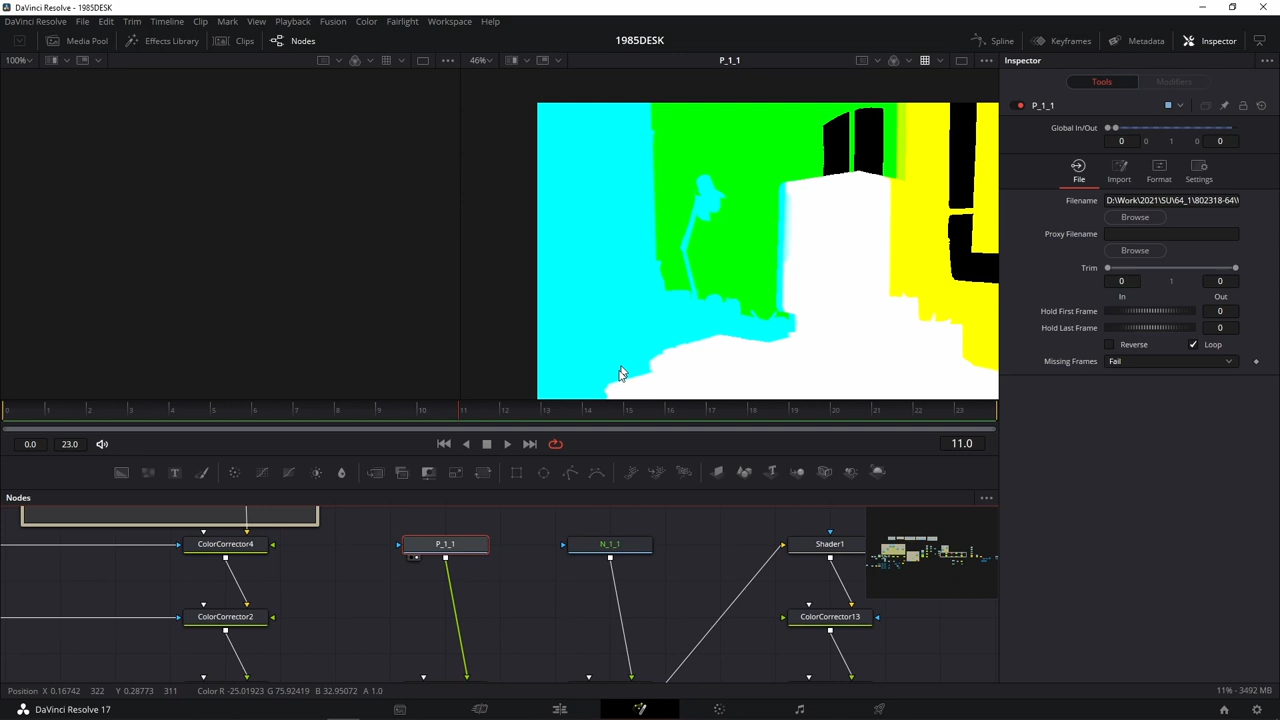 DaVinci Resolve - 1985DESK
DaVinci Resolve File Edit Trim Timeline Clip Mark View Playback Fusion Color Fairlight Workspace Help
Media Pool Effects Library Clips Nodes 1985DESK Spline Keyframes Metadata Inspector
100% 46% P_1_1 Inspector
Tools Modifiers
P_1_1
Global In/Out
0 0 1 0 0
File Import Format Settings
Filename D:\Work\2021\SU\64_1\802318-64\\
Browse
Proxy Filename
Browse
Trim
0 1 0
In Out
Hold First Frame 0
Hold Last Frame 0
Reverse Loop
Missing Frames Fail
0 1 2 3 4 5 6 7 8 9 10 11 12 13 14 15 16 17 18 19 20 21 22 23
0.0 23.0 11.0
Nodes
ColorCorrector4 P_1_1 N_1_1 Shader1
ColorCorrector2 ColorCorrector13
Position X 0.16742 322 Y 0.28773 311 Color R -25.01923 G 75.92419 B 32.95072 A 1.0 11% - 3492 MB
DaVinci Resolve 17